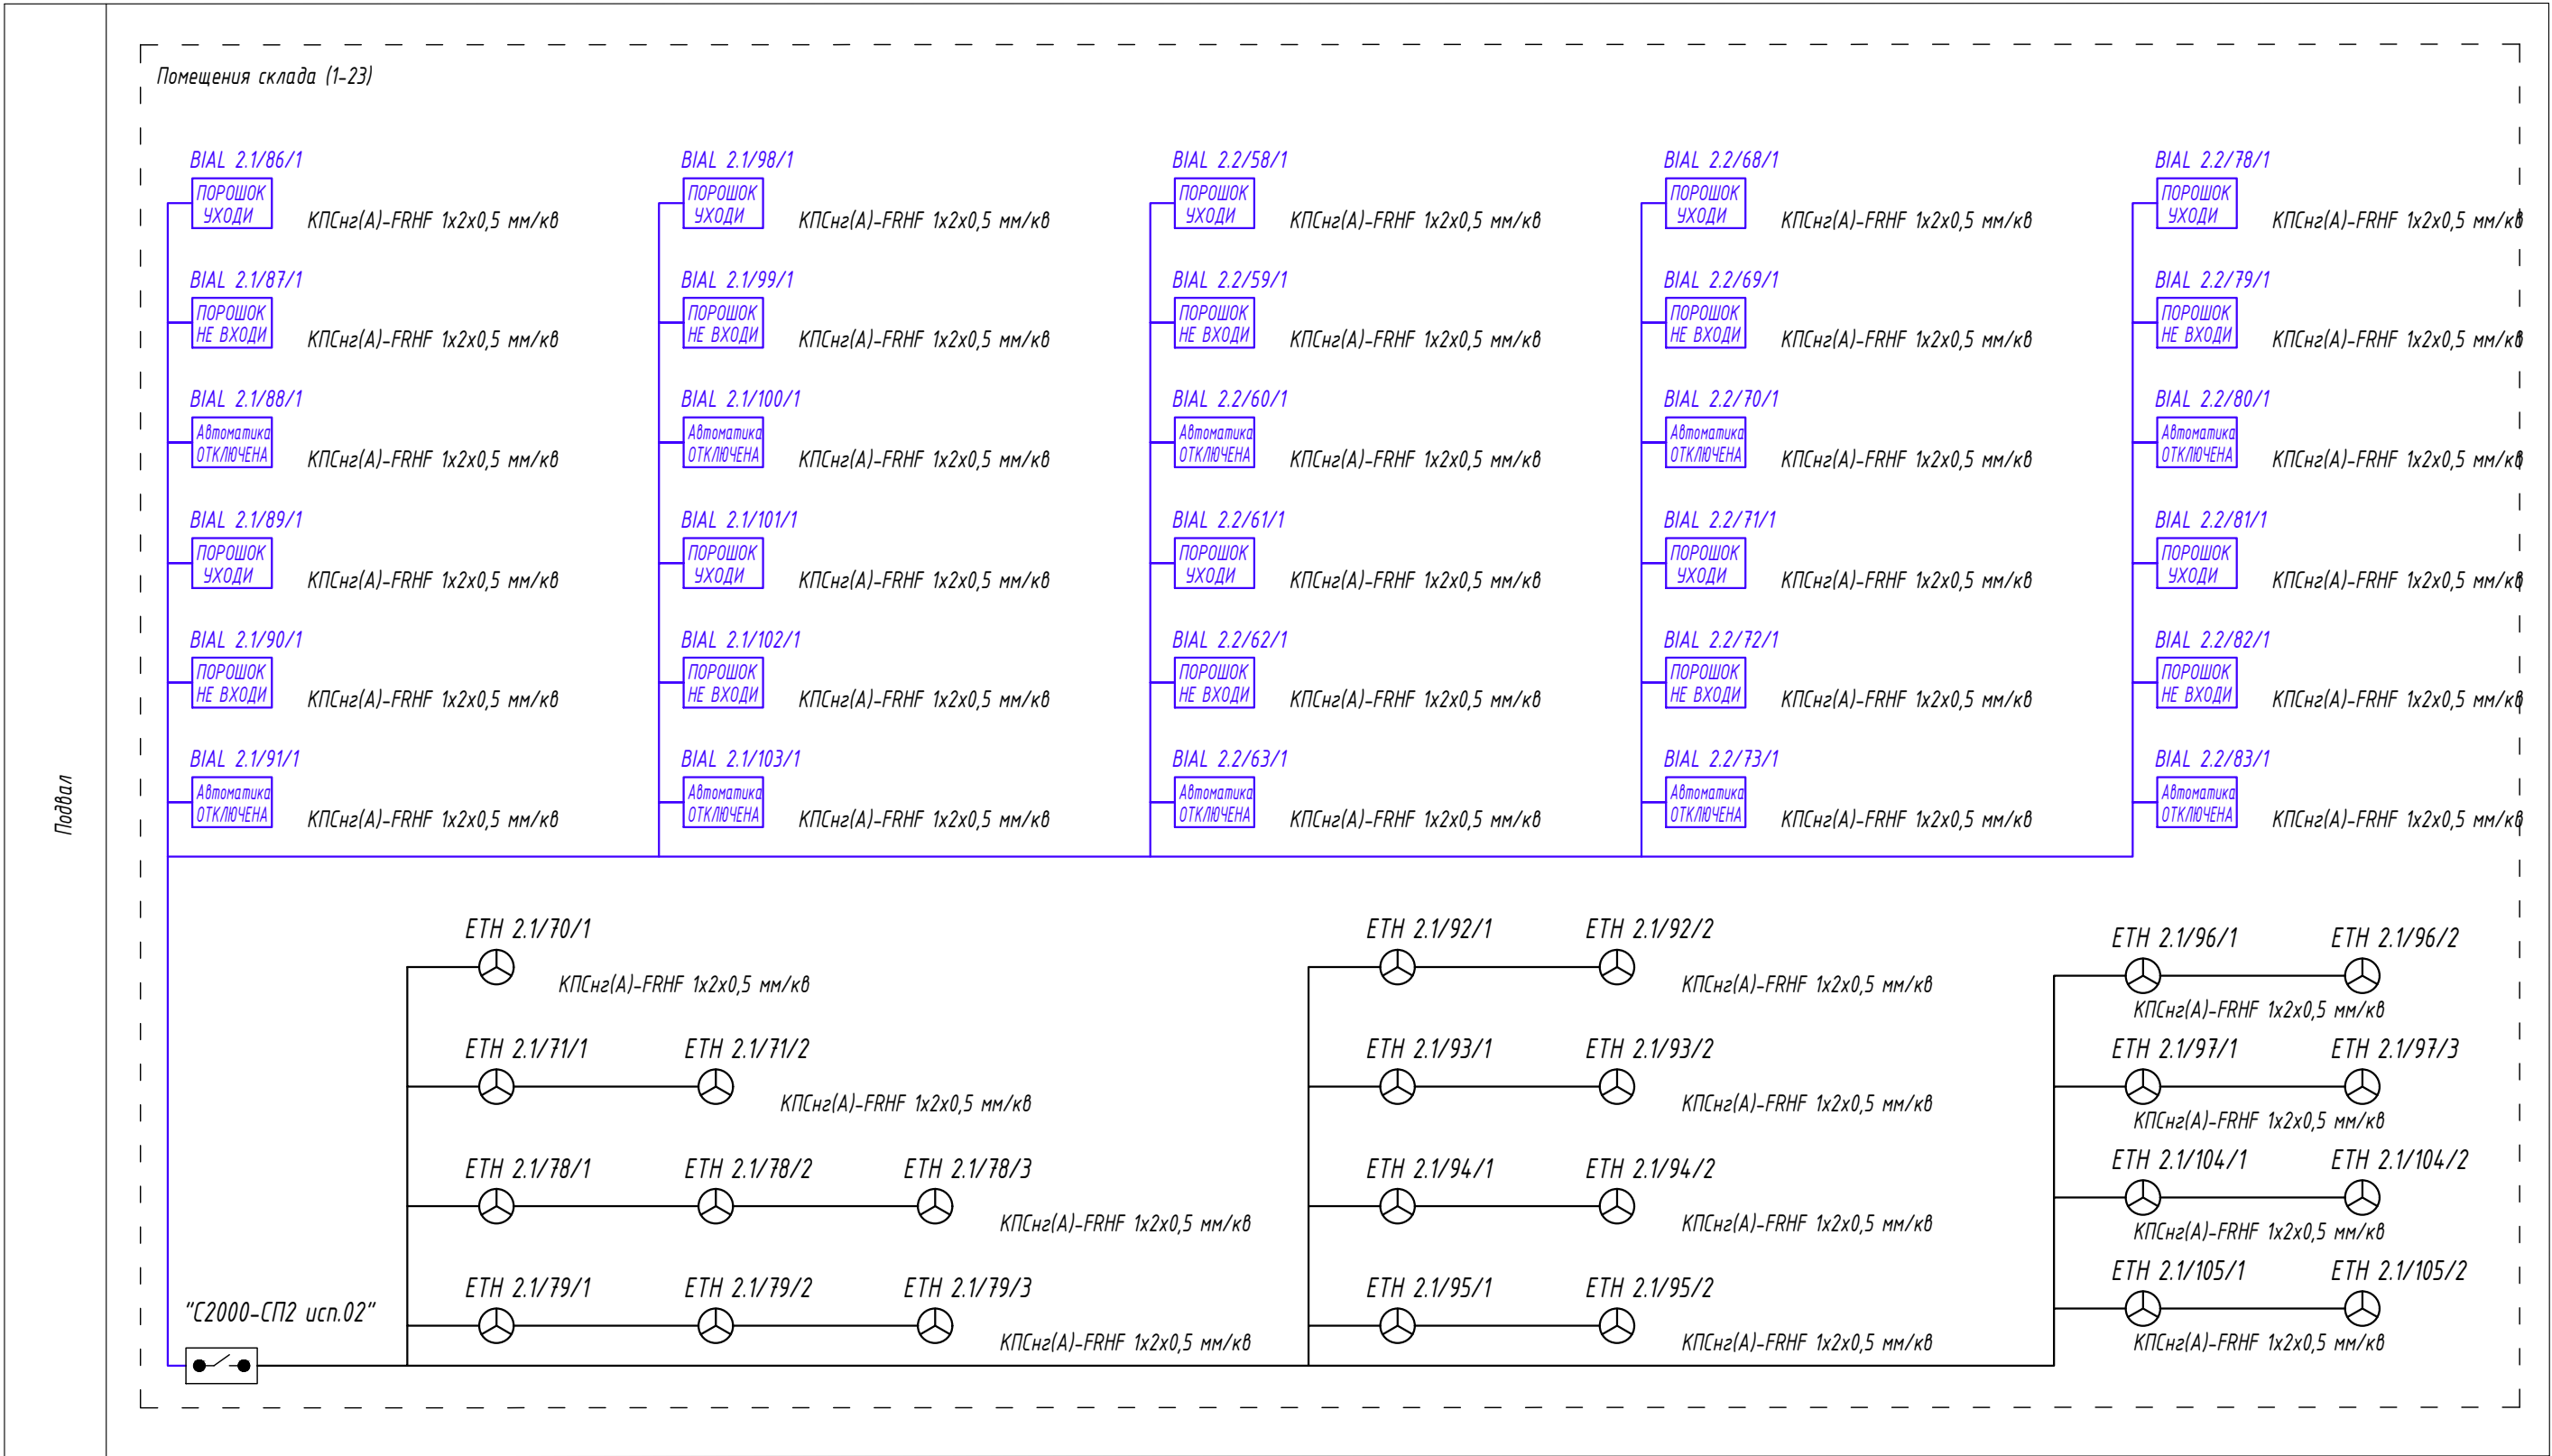 Помещения склада (1-23)
BIAL 2.1/86/1
BIAL 2.1/98/1
BIAL 2.2/58/1
BIAL 2.2/68/1
BIAL 2.2/78/1
ПОРОШОК
УХОДИ
КПСнг(А)-FRHF 1х2х0,5 мм/кв
ПОРОШОК
УХОДИ
КПСнг(А)-FRHF 1х2х0,5 мм/кв
ПОРОШОК
УХОДИ
КПСнг(А)-FRHF 1х2х0,5 мм/кв
ПОРОШОК
УХОДИ
КПСнг(А)-FRHF 1х2х0,5 мм/кв
ПОРОШОК
УХОДИ
КПСнг(А)-FRHF 1х2х0,5 мм/кв
BIAL 2.1/87/1
BIAL 2.1/99/1
BIAL 2.2/59/1
BIAL 2.2/69/1
BIAL 2.2/79/1
ПОРОШОК
НЕ ВХОДИ
КПСнг(А)-FRHF 1х2х0,5 мм/кв
ПОРОШОК
НЕ ВХОДИ
КПСнг(А)-FRHF 1х2х0,5 мм/кв
ПОРОШОК
НЕ ВХОДИ
КПСнг(А)-FRHF 1х2х0,5 мм/кв
ПОРОШОК
НЕ ВХОДИ
КПСнг(А)-FRHF 1х2х0,5 мм/кв
ПОРОШОК
НЕ ВХОДИ
КПСнг(А)-FRHF 1х2х0,5 мм/кв
BIAL 2.1/88/1
BIAL 2.1/100/1
BIAL 2.2/60/1
BIAL 2.2/70/1
BIAL 2.2/80/1
Автоматика
ОТКЛЮЧЕНА
КПСнг(А)-FRHF 1х2х0,5 мм/кв
Автоматика
ОТКЛЮЧЕНА
КПСнг(А)-FRHF 1х2х0,5 мм/кв
Автоматика
ОТКЛЮЧЕНА
КПСнг(А)-FRHF 1х2х0,5 мм/кв
Автоматика
ОТКЛЮЧЕНА
КПСнг(А)-FRHF 1х2х0,5 мм/кв
Автоматика
ОТКЛЮЧЕНА
КПСнг(А)-FRHF 1х2х0,5 мм/кв
BIAL 2.1/89/1
BIAL 2.1/101/1
BIAL 2.2/61/1
BIAL 2.2/71/1
BIAL 2.2/81/1
ПОРОШОК
УХОДИ
КПСнг(А)-FRHF 1х2х0,5 мм/кв
ПОРОШОК
УХОДИ
КПСнг(А)-FRHF 1х2х0,5 мм/кв
ПОРОШОК
УХОДИ
КПСнг(А)-FRHF 1х2х0,5 мм/кв
ПОРОШОК
УХОДИ
КПСнг(А)-FRHF 1х2х0,5 мм/кв
ПОРОШОК
УХОДИ
КПСнг(А)-FRHF 1х2х0,5 мм/кв
BIAL 2.1/90/1
BIAL 2.1/102/1
BIAL 2.2/62/1
BIAL 2.2/72/1
BIAL 2.2/82/1
ПОРОШОК
НЕ ВХОДИ
КПСнг(А)-FRHF 1х2х0,5 мм/кв
ПОРОШОК
НЕ ВХОДИ
КПСнг(А)-FRHF 1х2х0,5 мм/кв
ПОРОШОК
НЕ ВХОДИ
КПСнг(А)-FRHF 1х2х0,5 мм/кв
ПОРОШОК
НЕ ВХОДИ
КПСнг(А)-FRHF 1х2х0,5 мм/кв
ПОРОШОК
НЕ ВХОДИ
КПСнг(А)-FRHF 1х2х0,5 мм/кв
BIAL 2.1/91/1
BIAL 2.1/103/1
BIAL 2.2/63/1
BIAL 2.2/73/1
BIAL 2.2/83/1
Автоматика
ОТКЛЮЧЕНА
КПСнг(А)-FRHF 1х2х0,5 мм/кв
Автоматика
ОТКЛЮЧЕНА
КПСнг(А)-FRHF 1х2х0,5 мм/кв
Автоматика
ОТКЛЮЧЕНА
КПСнг(А)-FRHF 1х2х0,5 мм/кв
Автоматика
ОТКЛЮЧЕНА
КПСнг(А)-FRHF 1х2х0,5 мм/кв
Автоматика
ОТКЛЮЧЕНА
КПСнг(А)-FRHF 1х2х0,5 мм/кв
Подвал
ETH 2.1/70/1
КПСнг(А)-FRHF 1х2х0,5 мм/кв
ETH 2.1/71/1
ETH 2.1/71/2
КПСнг(А)-FRHF 1х2х0,5 мм/кв
ETH 2.1/78/1
ETH 2.1/78/2
ETH 2.1/78/3
КПСнг(А)-FRHF 1х2х0,5 мм/кв
ETH 2.1/79/1
ETH 2.1/79/2
ETH 2.1/79/3
КПСнг(А)-FRHF 1х2х0,5 мм/кв
ETH 2.1/92/1
ETH 2.1/92/2
КПСнг(А)-FRHF 1х2х0,5 мм/кв
ETH 2.1/93/1
ETH 2.1/93/2
КПСнг(А)-FRHF 1х2х0,5 мм/кв
ETH 2.1/94/1
ETH 2.1/94/2
КПСнг(А)-FRHF 1х2х0,5 мм/кв
ETH 2.1/95/1
ETH 2.1/95/2
КПСнг(А)-FRHF 1х2х0,5 мм/кв
ETH 2.1/96/1
ETH 2.1/96/2
КПСнг(А)-FRHF 1х2х0,5 мм/кв
ETH 2.1/97/1
ETH 2.1/97/3
КПСнг(А)-FRHF 1х2х0,5 мм/кв
ETH 2.1/104/1
ETH 2.1/104/2
КПСнг(А)-FRHF 1х2х0,5 мм/кв
ETH 2.1/105/1
ETH 2.1/105/2
КПСнг(А)-FRHF 1х2х0,5 мм/кв
"С2000-СП2 исп.02"